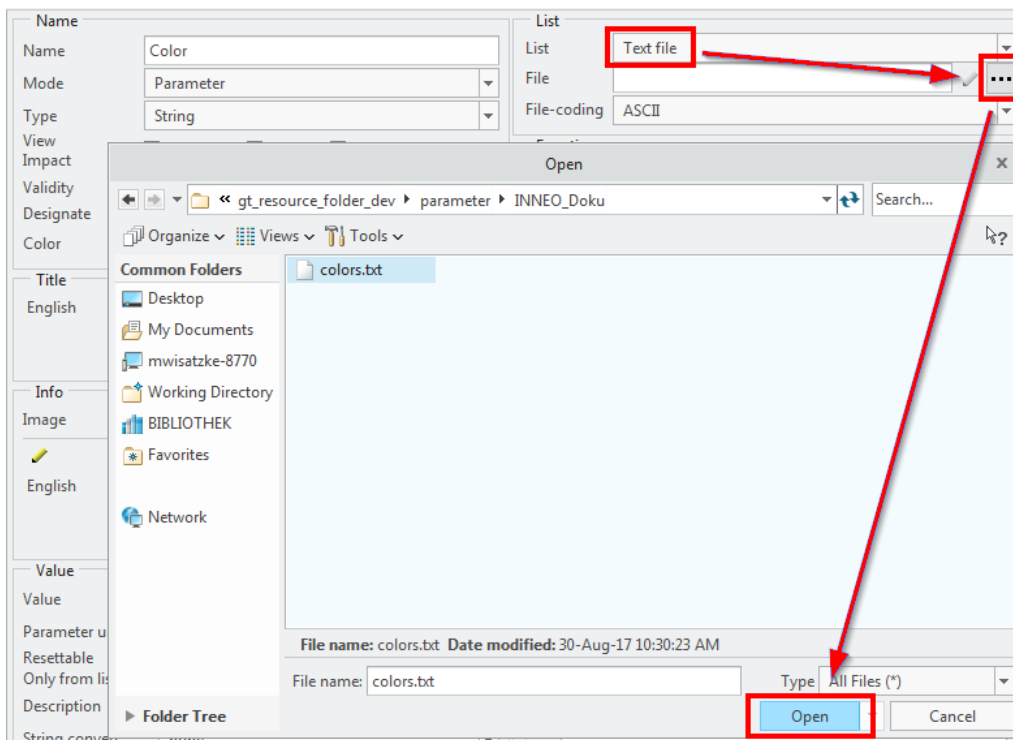 Name
Name Color
Mode Parameter
Type String
View
Impact
Validity
Designate
Color
Title
English
Info
Image
English
Value
Value
Parameter u
Resettable
Only from lis
Description
List
List Text file
File ...
File-coding ASCII
Open x
« gt_resource_folder_dev parameter INNEO_Doku Search...
Organize Views Tools ?
Common Folders
Desktop
My Documents
mwisatzke-8770
Working Directory
BIBLIOTHEK
Favorites
Network
Folder Tree
colors.txt
File name: colors.txt Date modified: 30-Aug-17 10:30:23 AM
File name: colors.txt Type All Files (*)
Open Cancel